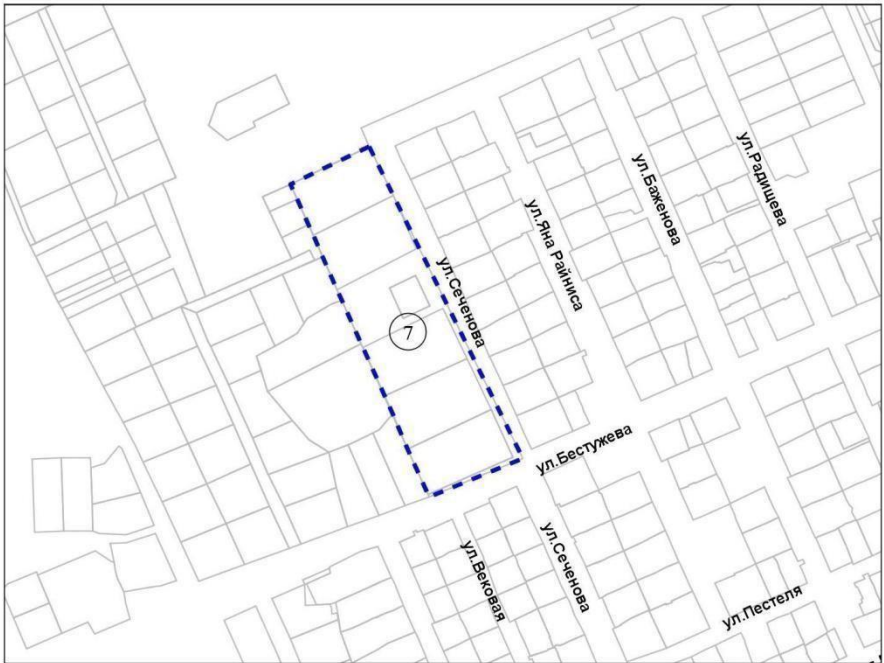 ул.Радищева
ул.Баженова
ул.Яна Райниса
ул.Сеченова
7
ул.Бестужева
ул.Вековая
ул.Сеченова
ул.Пестеля